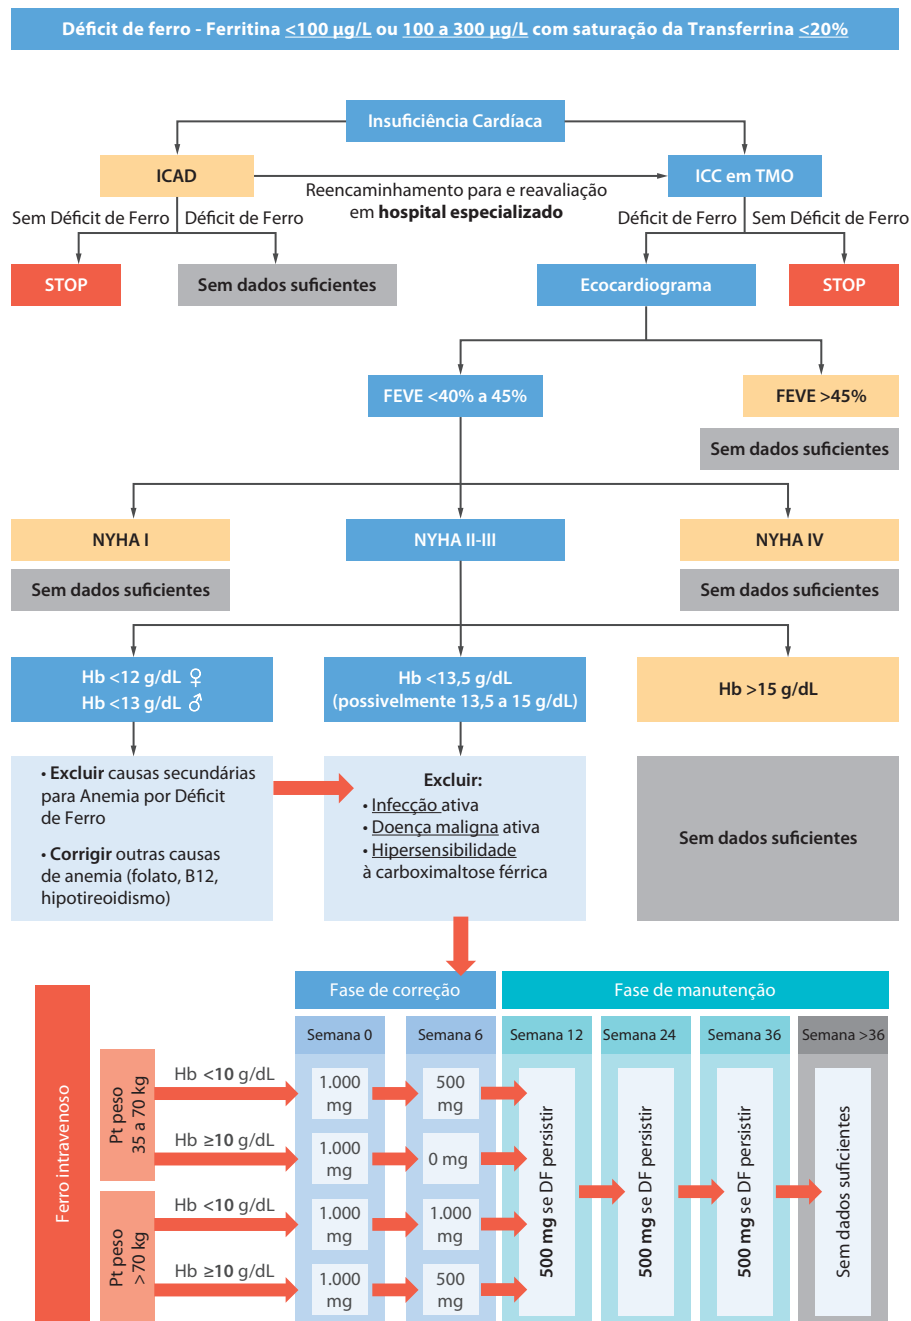 Déficit de ferro - Ferritina <100 µg/L ou 100 a 300 µg/L com saturação da Transferrina <20%
Insuficiência Cardíaca
ICAD
ICC em TMO
Reencaminhamento para e reavaliação
em hospital especializado
Sem Déficit de Ferro
Déficit de Ferro
Déficit de Ferro
Sem Déficit de Ferro
STOP
Sem dados suficientes
Ecocardiograma
STOP
FEVE <40% a 45%
FEVE >45%
Sem dados suficientes
NYHA I
NYHA II-III
NYHA IV
Sem dados suficientes
Sem dados suficientes
Hb <12 g/dL ♀
Hb <13 g/dL ♂
Hb <13,5 g/dL
(possivelmente 13,5 a 15 g/dL)
Hb >15 g/dL
• Excluir causas secundárias
para Anemia por Déficit
de Ferro
• Corrigir outras causas
de anemia (folato, B12,
hipotireoidismo)
Excluir:
• Infecção ativa
• Doença maligna ativa
• Hipersensibilidade
à carboximaltose férrica
Sem dados suficientes
Fase de correção
Fase de manutenção
Semana 0
Semana 6
Semana 12
Semana 24
Semana 36
Semana >36
Ferro intravenoso
Pt peso
35 a 70 kg
Hb <10 g/dL
1.000
mg
500
mg
Hb ≥10 g/dL
1.000
mg
0 mg
Pt peso
>70 kg
Hb <10 g/dL
1.000
mg
1.000
mg
Hb ≥10 g/dL
1.000
mg
500
mg
500 mg se DF persistir
500 mg se DF persistir
500 mg se DF persistir
Sem dados suficientes